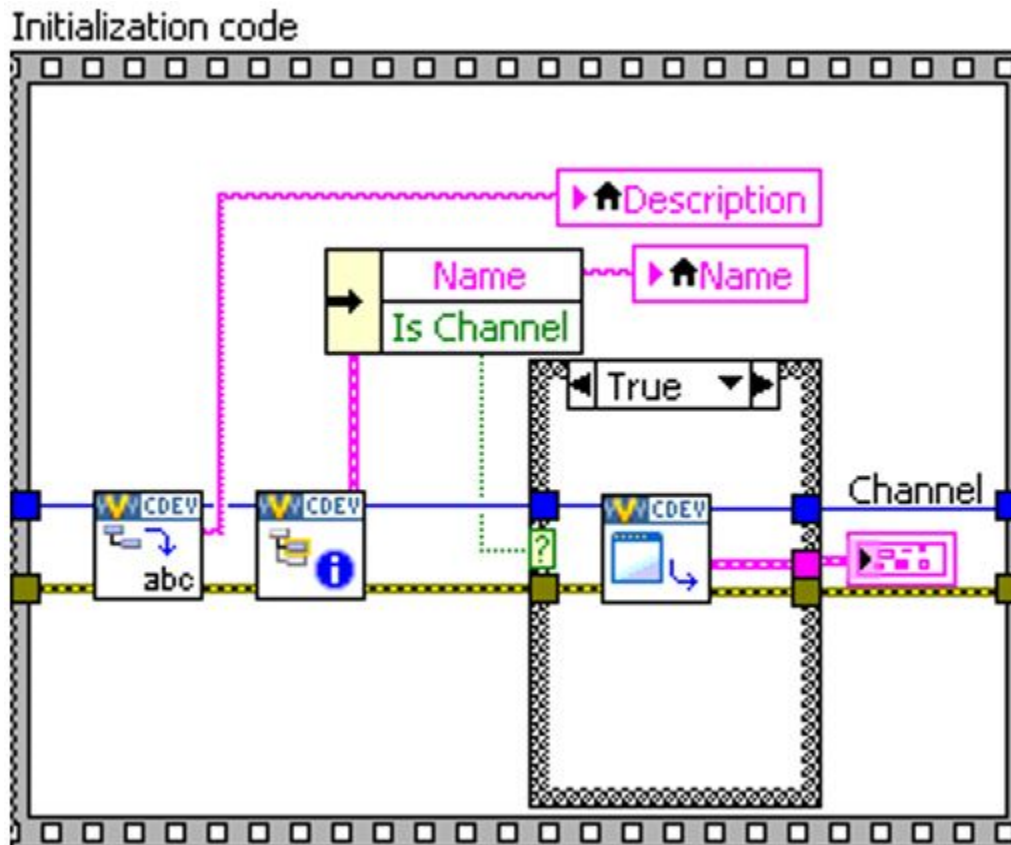 Initialization code
Description
Name
Name
Is Channel
True
CDEV
CDEV
CDEV
Channel
?
abc
i